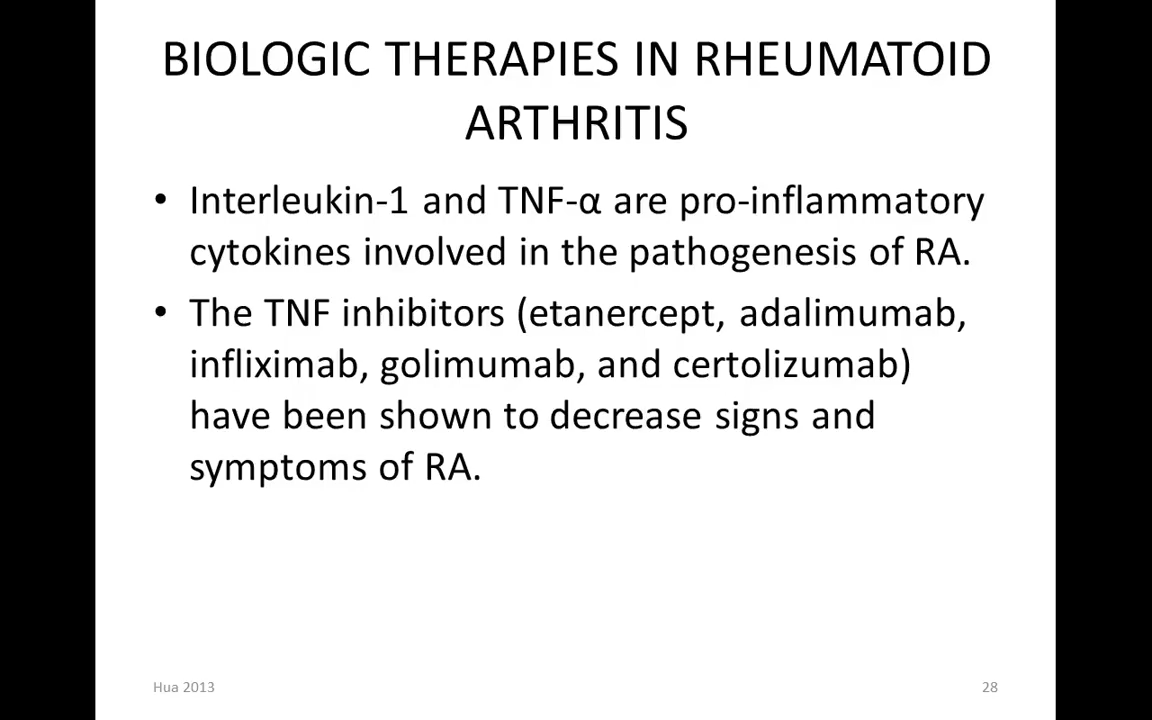 BIOLOGIC THERAPIES IN RHEUMATOID
ARTHRITIS
• Interleukin-1 and TNF-α are pro-inflammatory
cytokines involved in the pathogenesis of RA.
• The TNF inhibitors (etanercept, adalimumab,
infliximab, golimumab, and certolizumab)
have been shown to decrease signs and
symptoms of RA.
Hua 2013
28